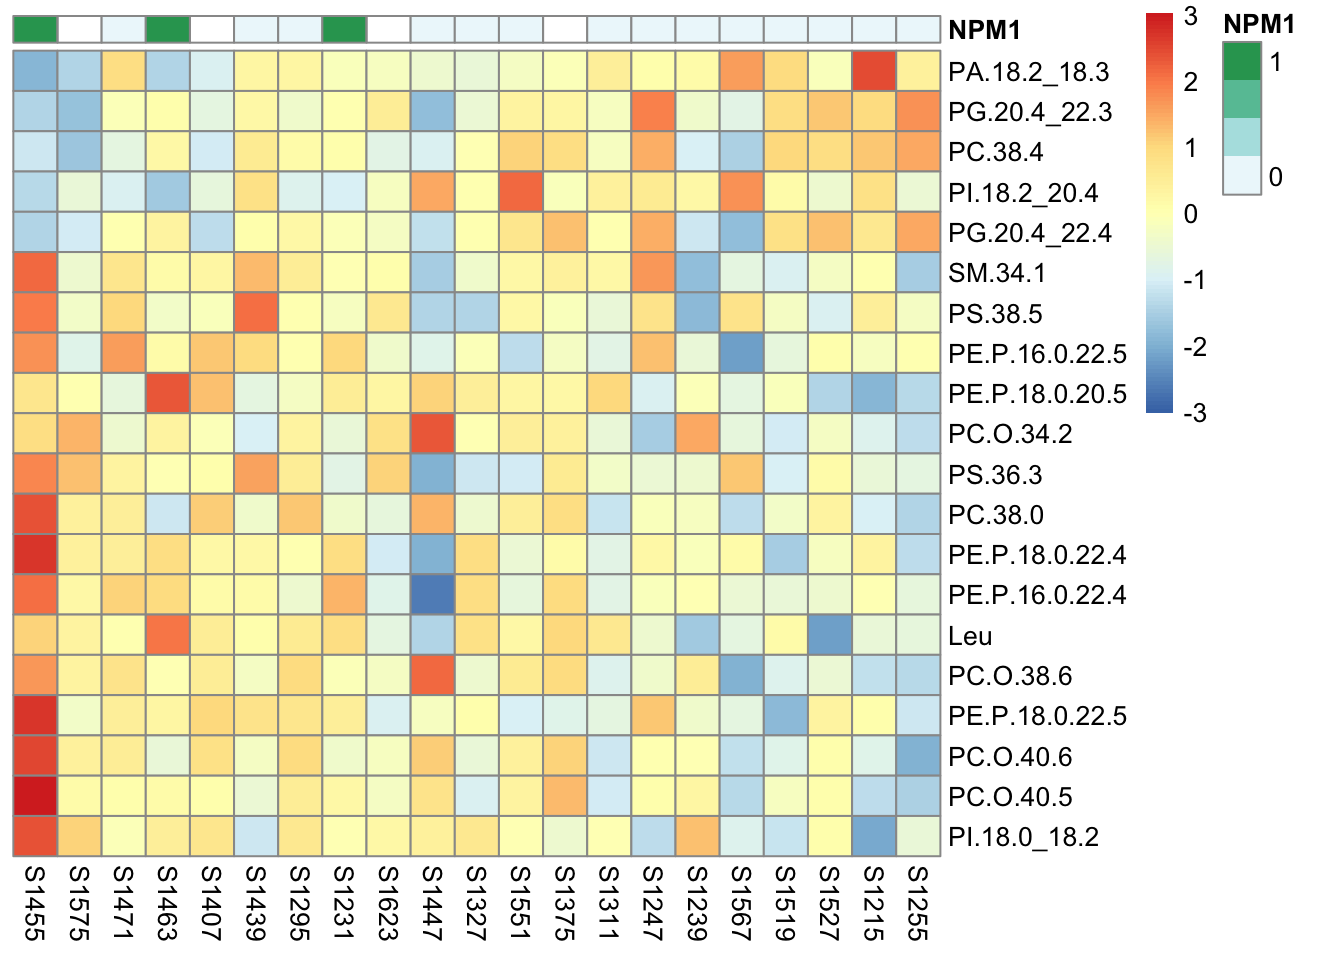 NPM1
PA.18.2_18.3
PG.20.4_22.3
PC.38.4
PI.18.2_20.4
PG.20.4_22.4
SM.34.1
PS.38.5
PE.P.16.0.22.5
PE.P.18.0.20.5
PC.O.34.2
PS.36.3
PC.38.0
PE.P.18.0.22.4
PE.P.16.0.22.4
Leu
PC.O.38.6
PE.P.18.0.22.5
PC.O.40.6
PC.O.40.5
PI.18.0_18.2
S1455
S1575
S1471
S1463
S1407
S1439
S1295
S1231
S1623
S1447
S1327
S1551
S1375
S1311
S1247
S1239
S1567
S1519
S1527
S1215
S1255
3
2
1
0
-1
-2
-3
NPM1
1
0